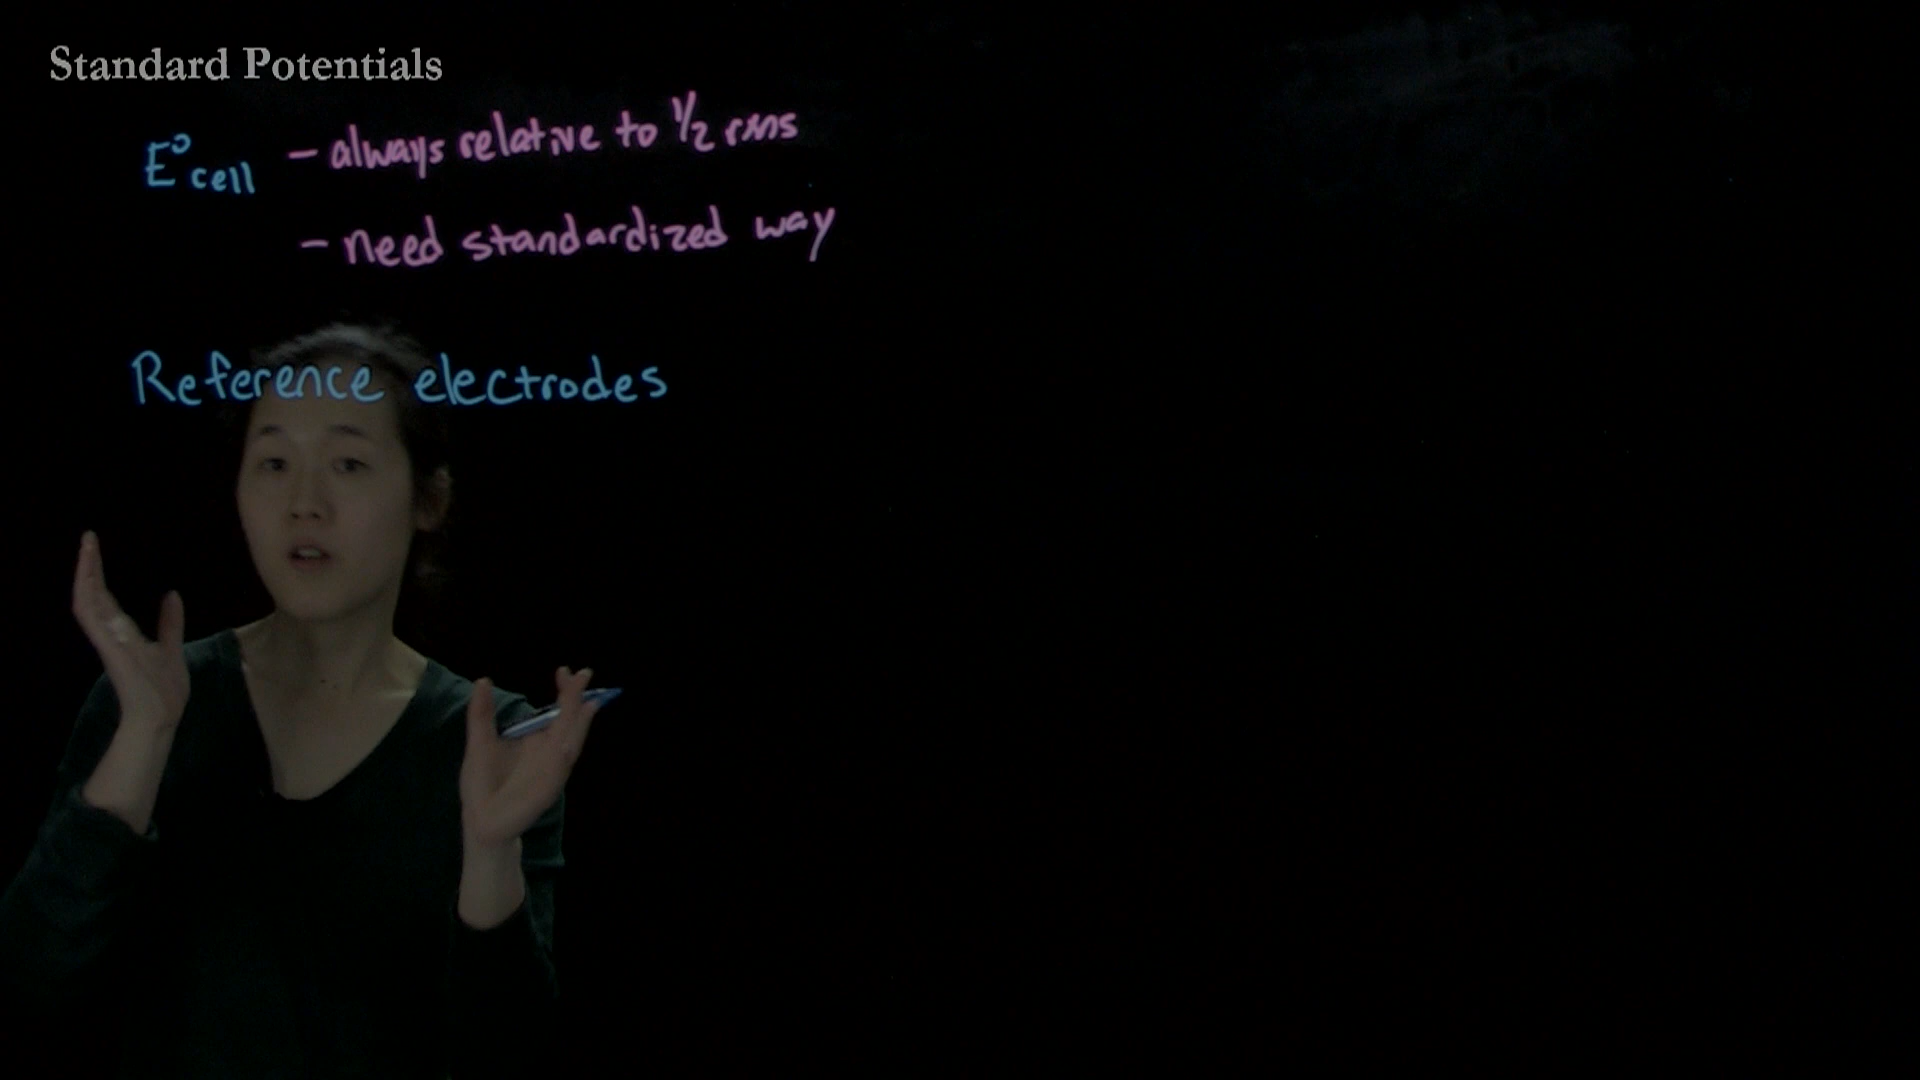 Standard Potentials
E°cell - always relative to 1/2 rxns
- need standardized way
Reference electrodes